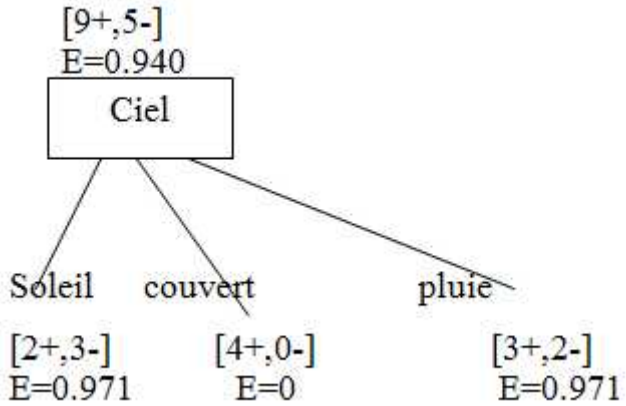 [9+,5-]
E=0.940
Ciel
Soleil couvert pluie
[2+,3-] [4+,0-] [3+,2-]
E=0.971 E=0 E=0.971